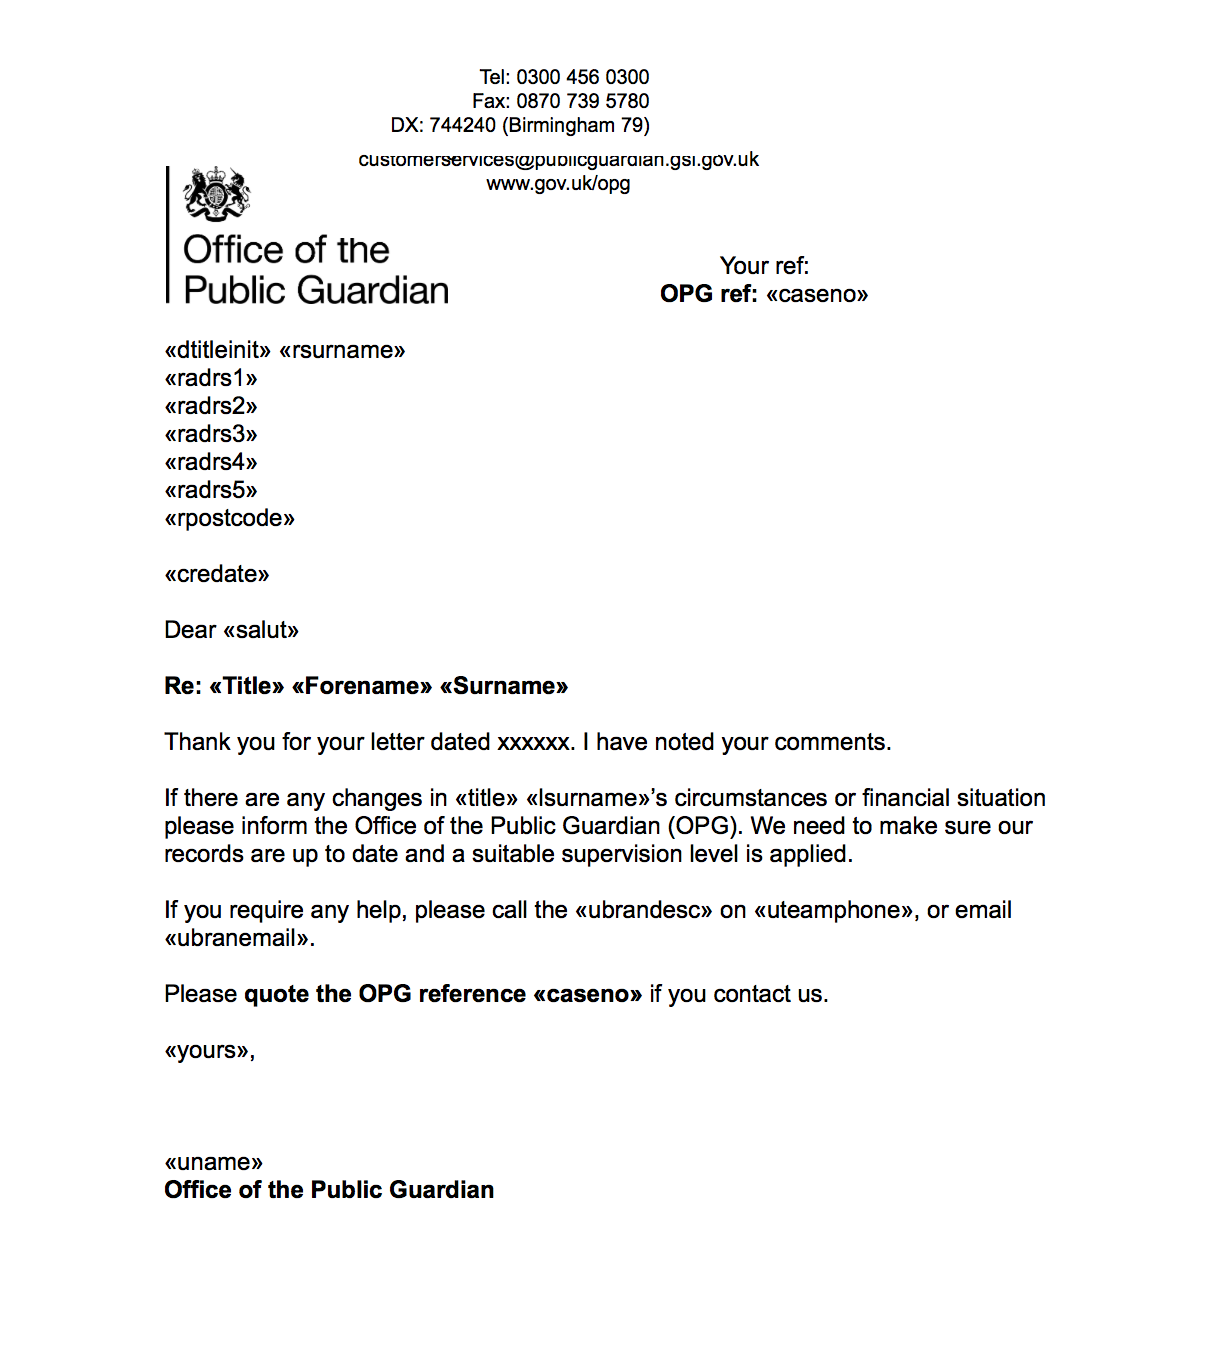 Tel: 0300 456 0300
Fax: 0870 739 5780
DX: 744240 (Birmingham 79)
customerservices@publicguardian.gsi.gov.uk
www.gov.uk/opg
Office of the
Public Guardian
Your ref:
OPG ref: «caseno»
«dtitleinit» «rsurname»
«radrs1»
«radrs2»
«radrs3»
«radrs4»
«radrs5»
«rpostcode»
«credate»
Dear «salut»
Re: «Title» «Forename» «Surname»
Thank you for your letter dated xxxxxx. I have noted your comments.
If there are any changes in «title» «lsurname»’s circumstances or financial situation
please inform the Office of the Public Guardian (OPG). We need to make sure our
records are up to date and a suitable supervision level is applied.
If you require any help, please call the «ubrandesc» on «uteamphone», or email
«ubranemail».
Please quote the OPG reference «caseno» if you contact us.
«yours»,
«uname»
Office of the Public Guardian